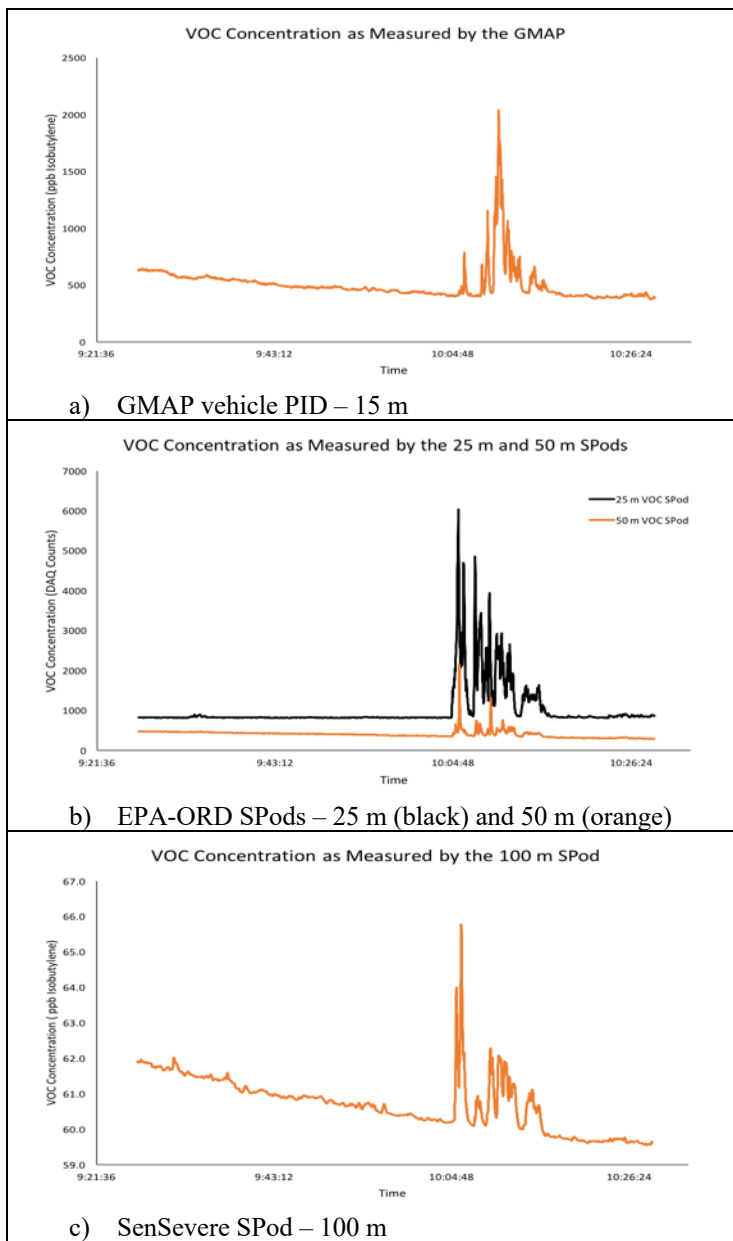 VOC Concentration as Measured by the GMAP
VOC Concentration (ppb Isobutylene)
2500
2000
1500
1000
500
0
9:21:36 9:43:12 10:04:48 10:26:24
Time
a) GMAP vehicle PID – 15 m
VOC Concentration as Measured by the 25 m and 50 m SPods
VOC Concentration (DAQ Counts)
7000
6000
5000
4000
3000
2000
1000
0
25 m VOC SPod
50 m VOC SPod
9:21:36 9:43:12 10:04:48 10:26:24
Time
b) EPA-ORD SPods – 25 m (black) and 50 m (orange)
VOC Concentration as Measured by the 100 m SPod
VOC Concentration ( ppb Isobutylene)
67.0
66.0
65.0
64.0
63.0
62.0
61.0
60.0
59.0
9:21:36 9:43:12 10:04:48 10:26:24
Time
c) SenSevere SPod – 100 m